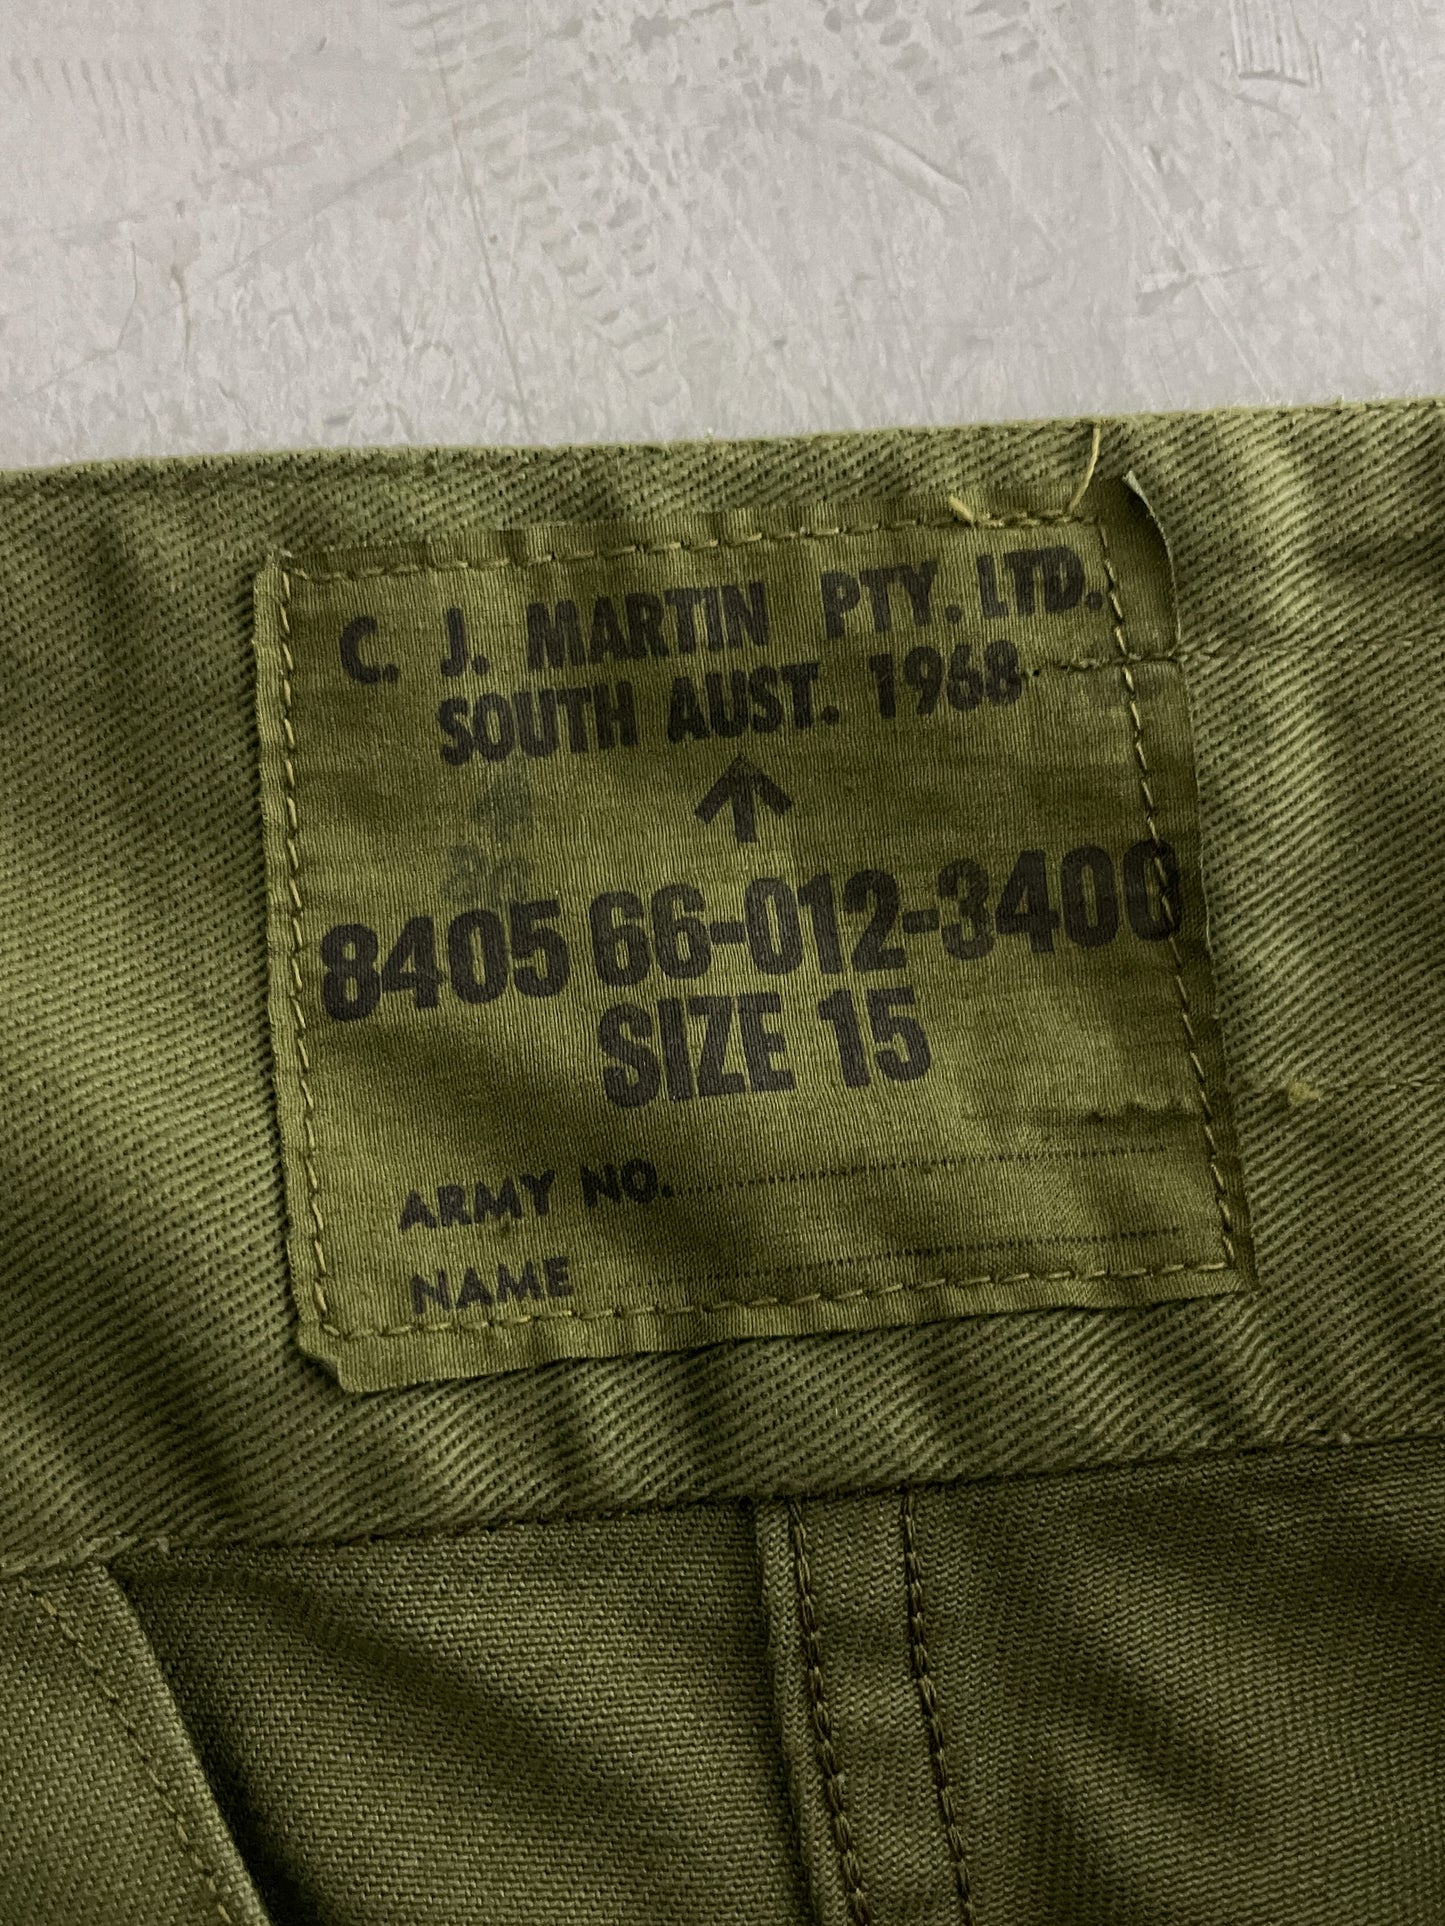 C. J. MARTIN PTY. LTD.
SOUTH AUST. 1968
8405 66-012-3400
SIZE 15
ARMY NO.
NAME